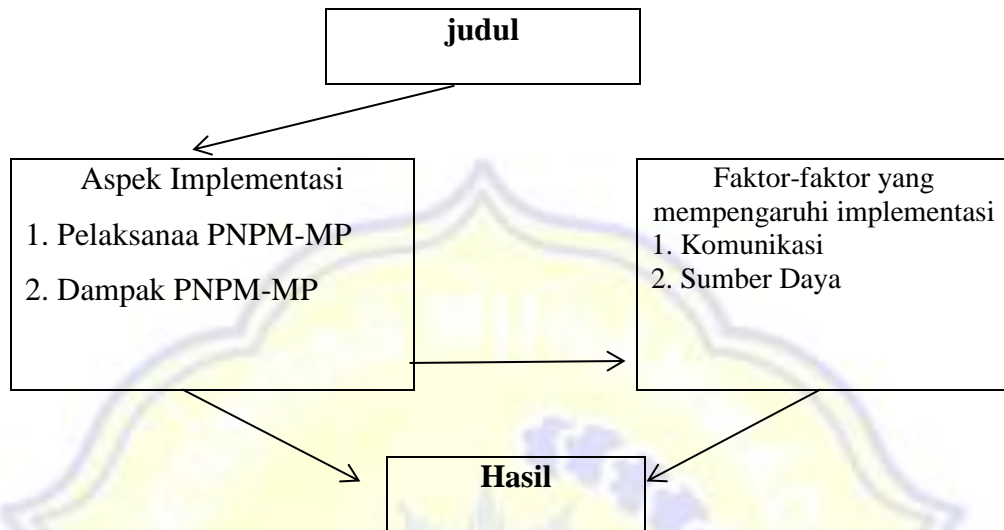 judul
Aspek Implementasi
1. Pelaksanaa PNPM-MP
2. Dampak PNPM-MP
Faktor-faktor yang
mempengaruhi implementasi
1. Komunikasi
2. Sumber Daya
Hasil